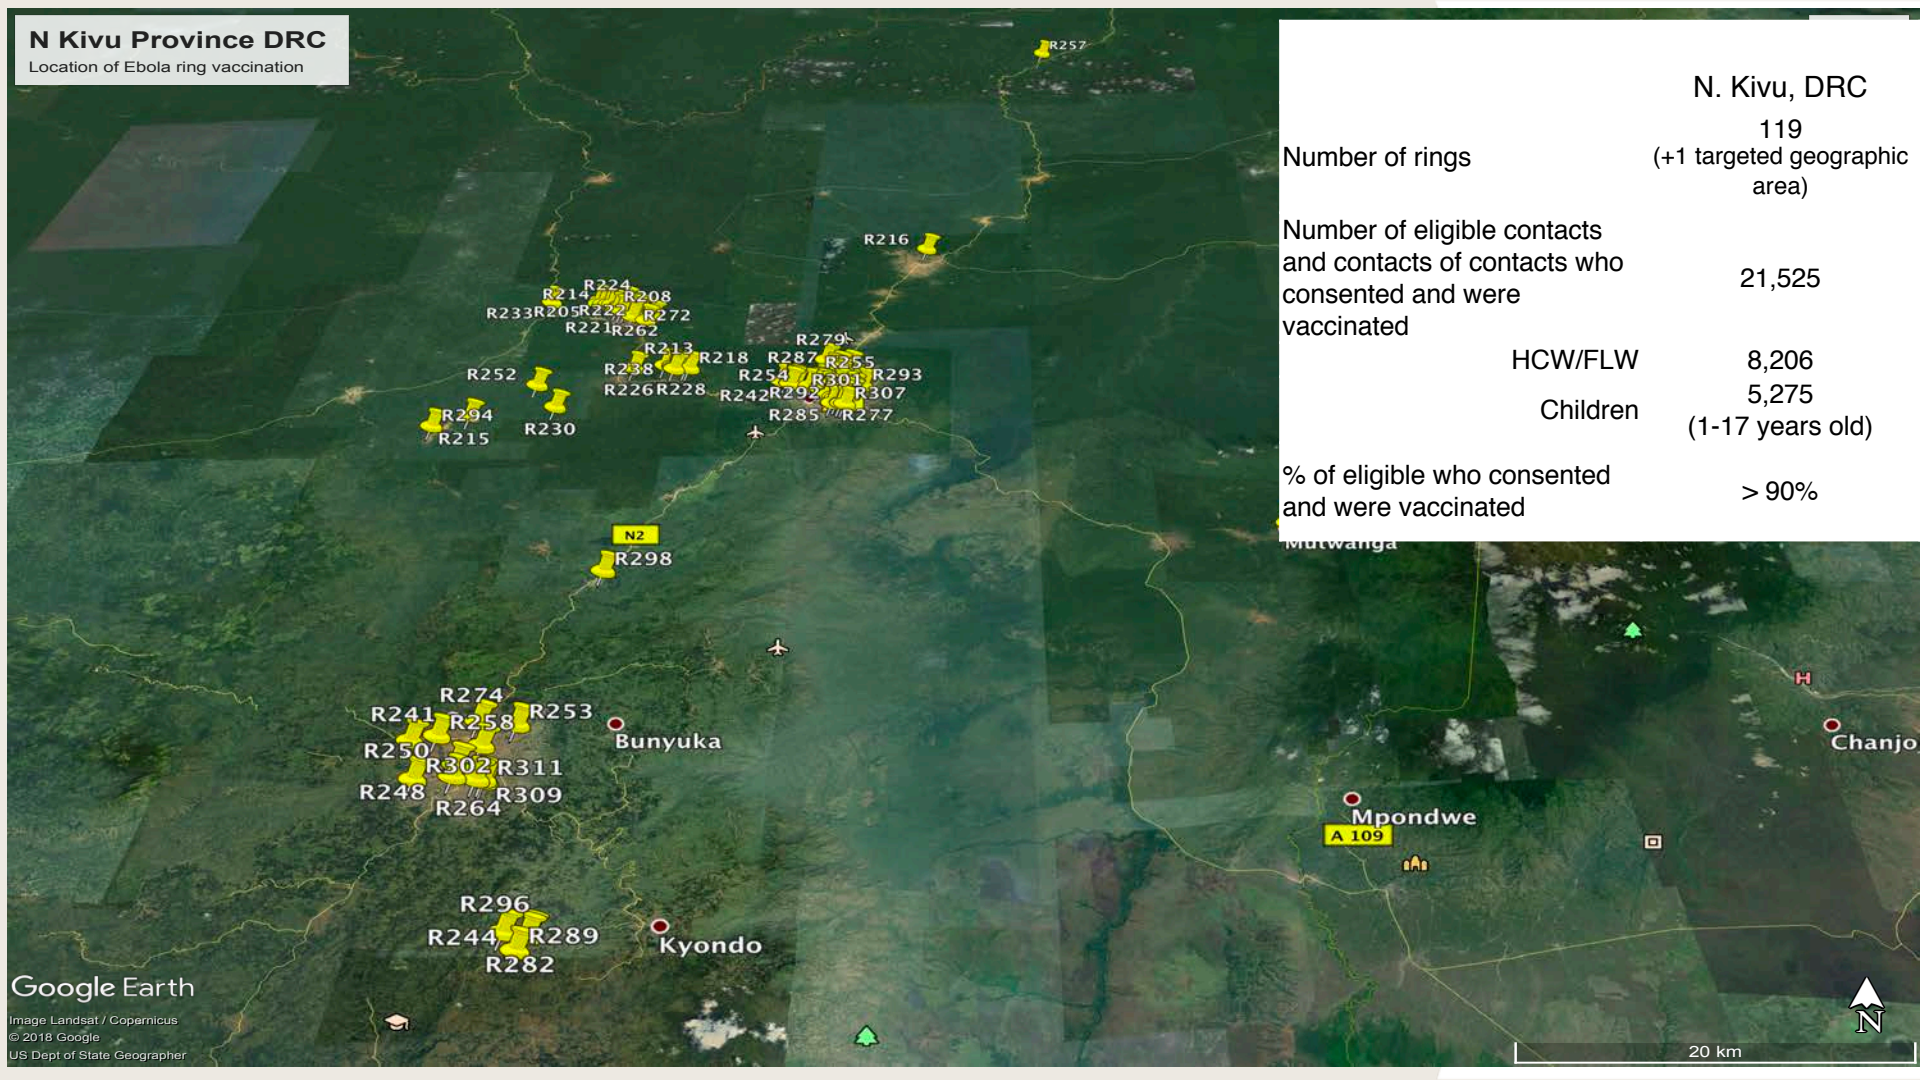 N Kivu Province DRC
Location of Ebola ring vaccination
R257
N. Kivu, DRC
119
Number of rings
(+1 targeted geographic
area)
Number of eligible contacts
and contacts of contacts who
consented and were
vaccinated
21,525
HCW/FLW
8,206
Children
5,275
(1-17 years old)
% of eligible who consented
and were vaccinated
> 90%
R216
R224
R214
R208
R233
R205
R222
R272
R221
R262
R213
R218
R238
R226
R228
R252
R294
R215
R230
R279
R287
R255
R254
R301
R293
R242
R292
R307
R285
R277
N2
R298
Mutwanga
R274
R241
R258
R253
R250
R302
R311
R248
R309
R264
Bunyuka
Chanjo
Mpondwe
A 109
R296
R244
R289
R282
Kyondo
Google Earth
Image Landsat / Copernicus
© 2018 Google
US Dept of State Geographer
N
20 km
H